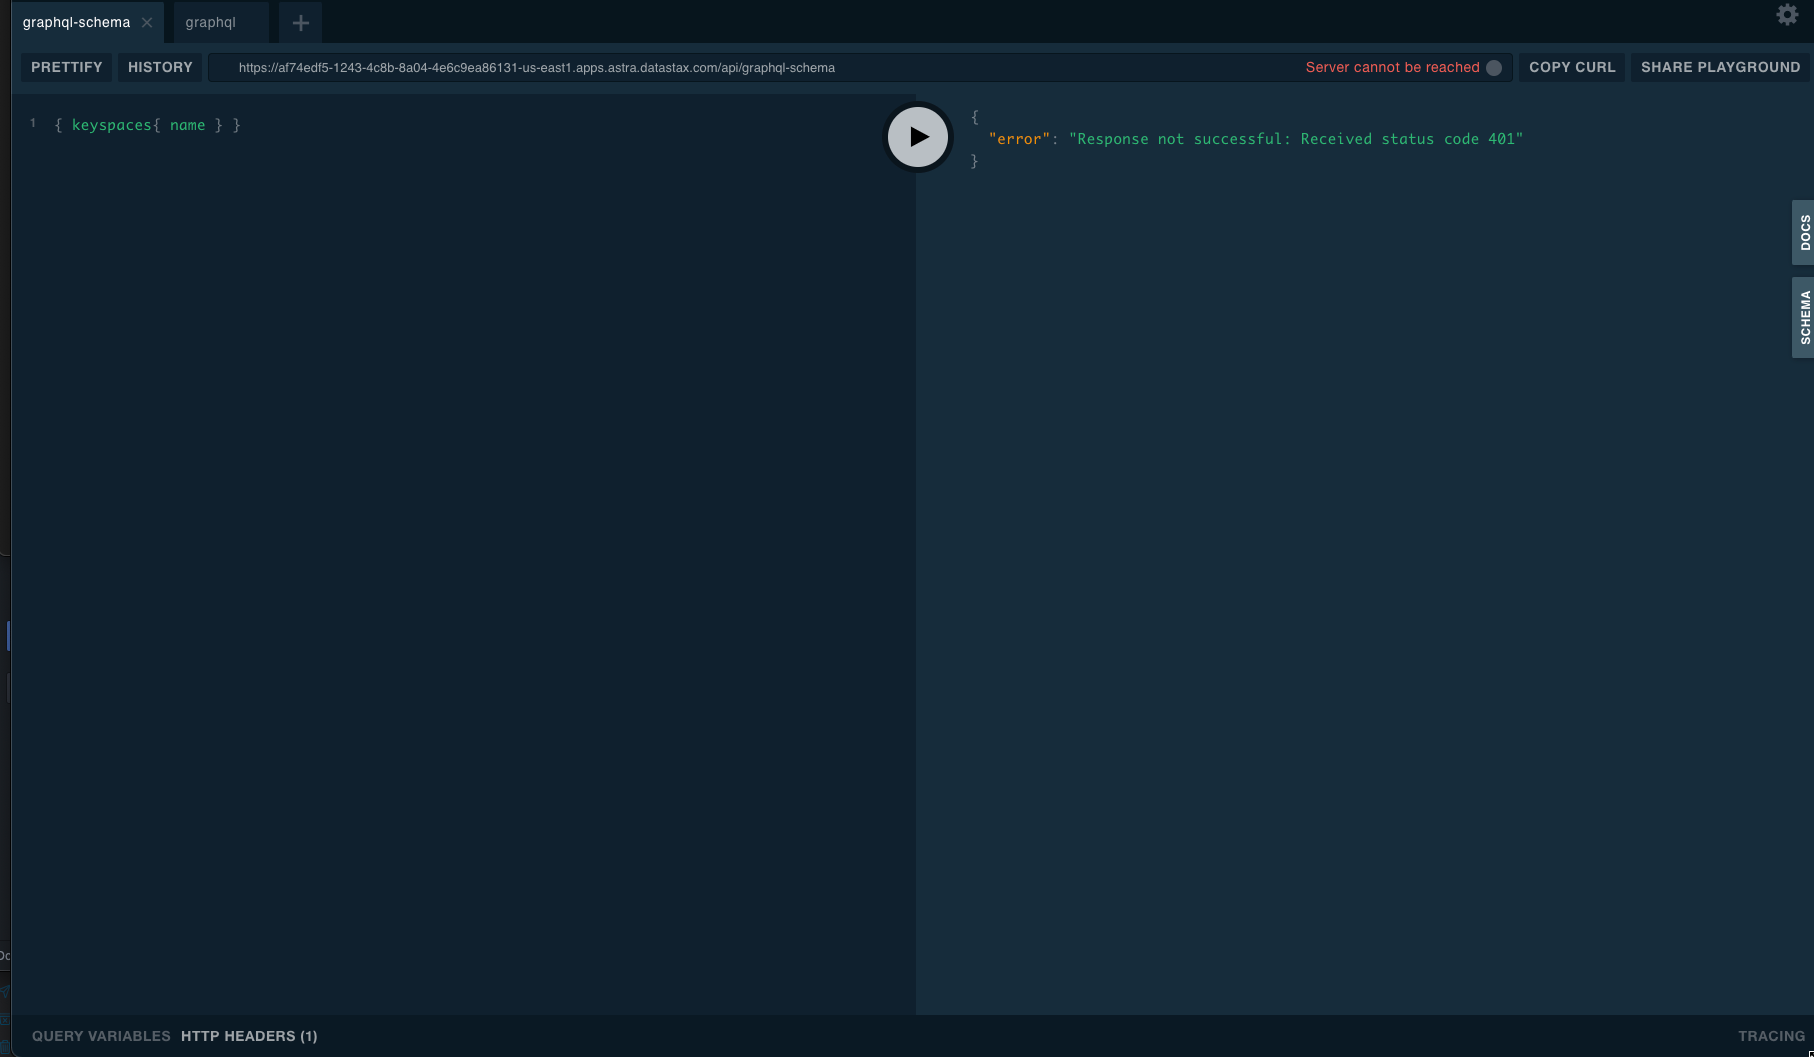 graphql-schema
graphql
PRETTIFY
HISTORY
https://af74edf5-1243-4c8b-8a04-4e6c9ea86131-us-east1.apps.astra.datastax.com/api/graphql-schema
Server cannot be reached
COPY CURL
SHARE PLAYGROUND
1 { keyspaces{ name } }
{
"error": "Response not successful: Received status code 401"
}
DOCS
SCHEMA
QUERY VARIABLES
HTTP HEADERS (1)
TRACING